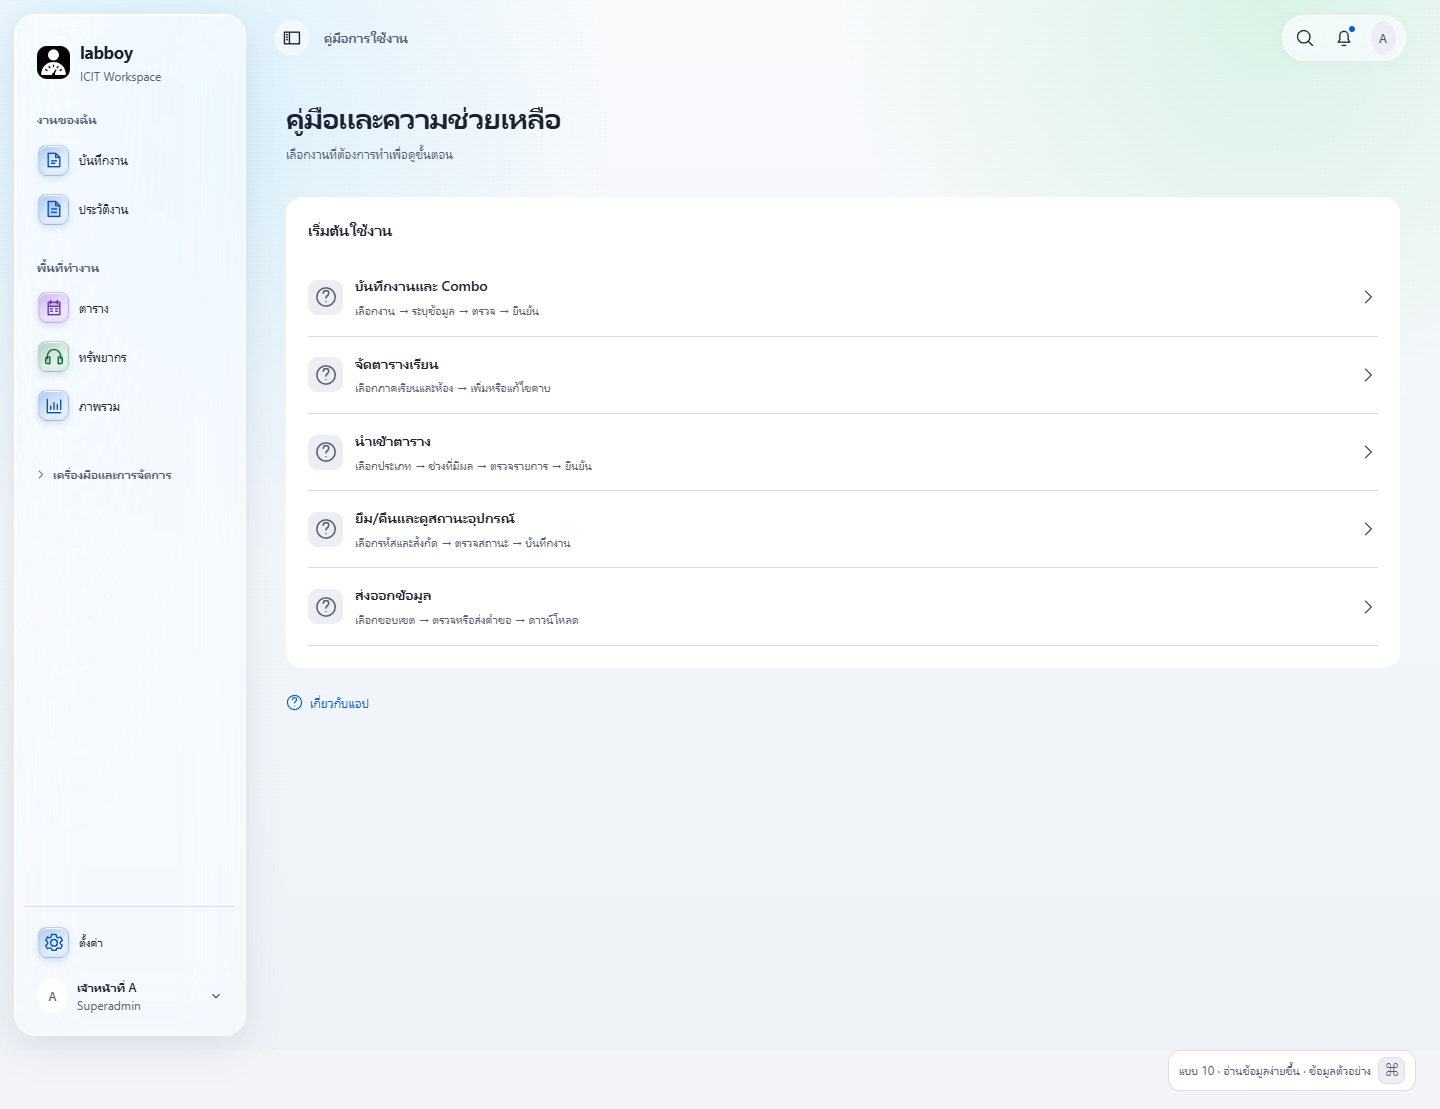 labboy
ICIT Workspace
งานของฉัน
บันทึกงาน
ประวัติงาน
พื้นที่ทำงาน
ตาราง
ทรัพยากร
ภาพรวม
เครื่องมือและการจัดการ
ตั้งค่า
A
เจ้าหน้าที่ A
Superadmin
คู่มือการใช้งาน
A
คู่มือและความช่วยเหลือ
เลือกงานที่ต้องการทำเพื่อดูขั้นตอน
เริ่มต้นใช้งาน
บันทึกงานและ Combo
เลือกงาน → ระบุข้อมูล → ตรวจ → ยืนยัน
จัดตารางเรียน
เลือกภาคเรียนและห้อง → เพิ่มหรือแก้ไขคาบ
นำเข้าตาราง
เลือกประเภท → ช่วงที่มีผล → ตรวจรายการ → ยืนยัน
ยืม/คืนและดูสถานะอุปกรณ์
เลือกรหัสและสังกัด → ตรวจสถานะ → บันทึกงาน
ส่งออกข้อมูล
เลือกขอบเขต → ตรวจหรือส่งคำขอ → ดาวน์โหลด
เกี่ยวกับแอป
แบบ 10 · อ่านข้อมูลง่ายขึ้น · ข้อมูลตัวอย่าง ⌘